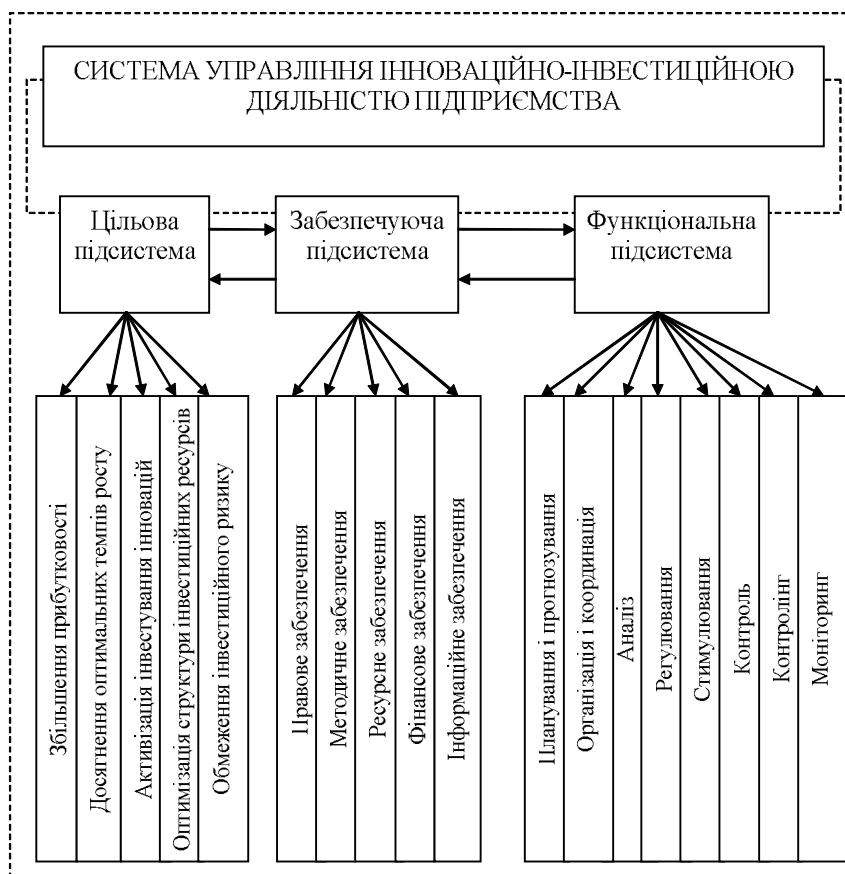 СИСТЕМА УПРАВЛІННЯ ІННОВАЦІЙНО-ІНВЕСТИЦІЙНОЮ
ДІЯЛЬНІСТЮ ПІДПРИЄМСТВА
Цільова
підсистема
Забезпечуюча
підсистема
Функціональна
підсистема
Збільшення прибутковості
Досягнення оптимальних темпів росту
Активізація інвестування інновацій
Оптимізація структури інвестиційних ресурсів
Обмеження інвестиційного ризику
Правове забезпечення
Методичне забезпечення
Ресурсне забезпечення
Фінансове забезпечення
Інформаційне забезпечення
Планування і прогнозування
Організація і координація
Аналіз
Регулювання
Стимулювання
Контроль
Контролінг
Моніторинг